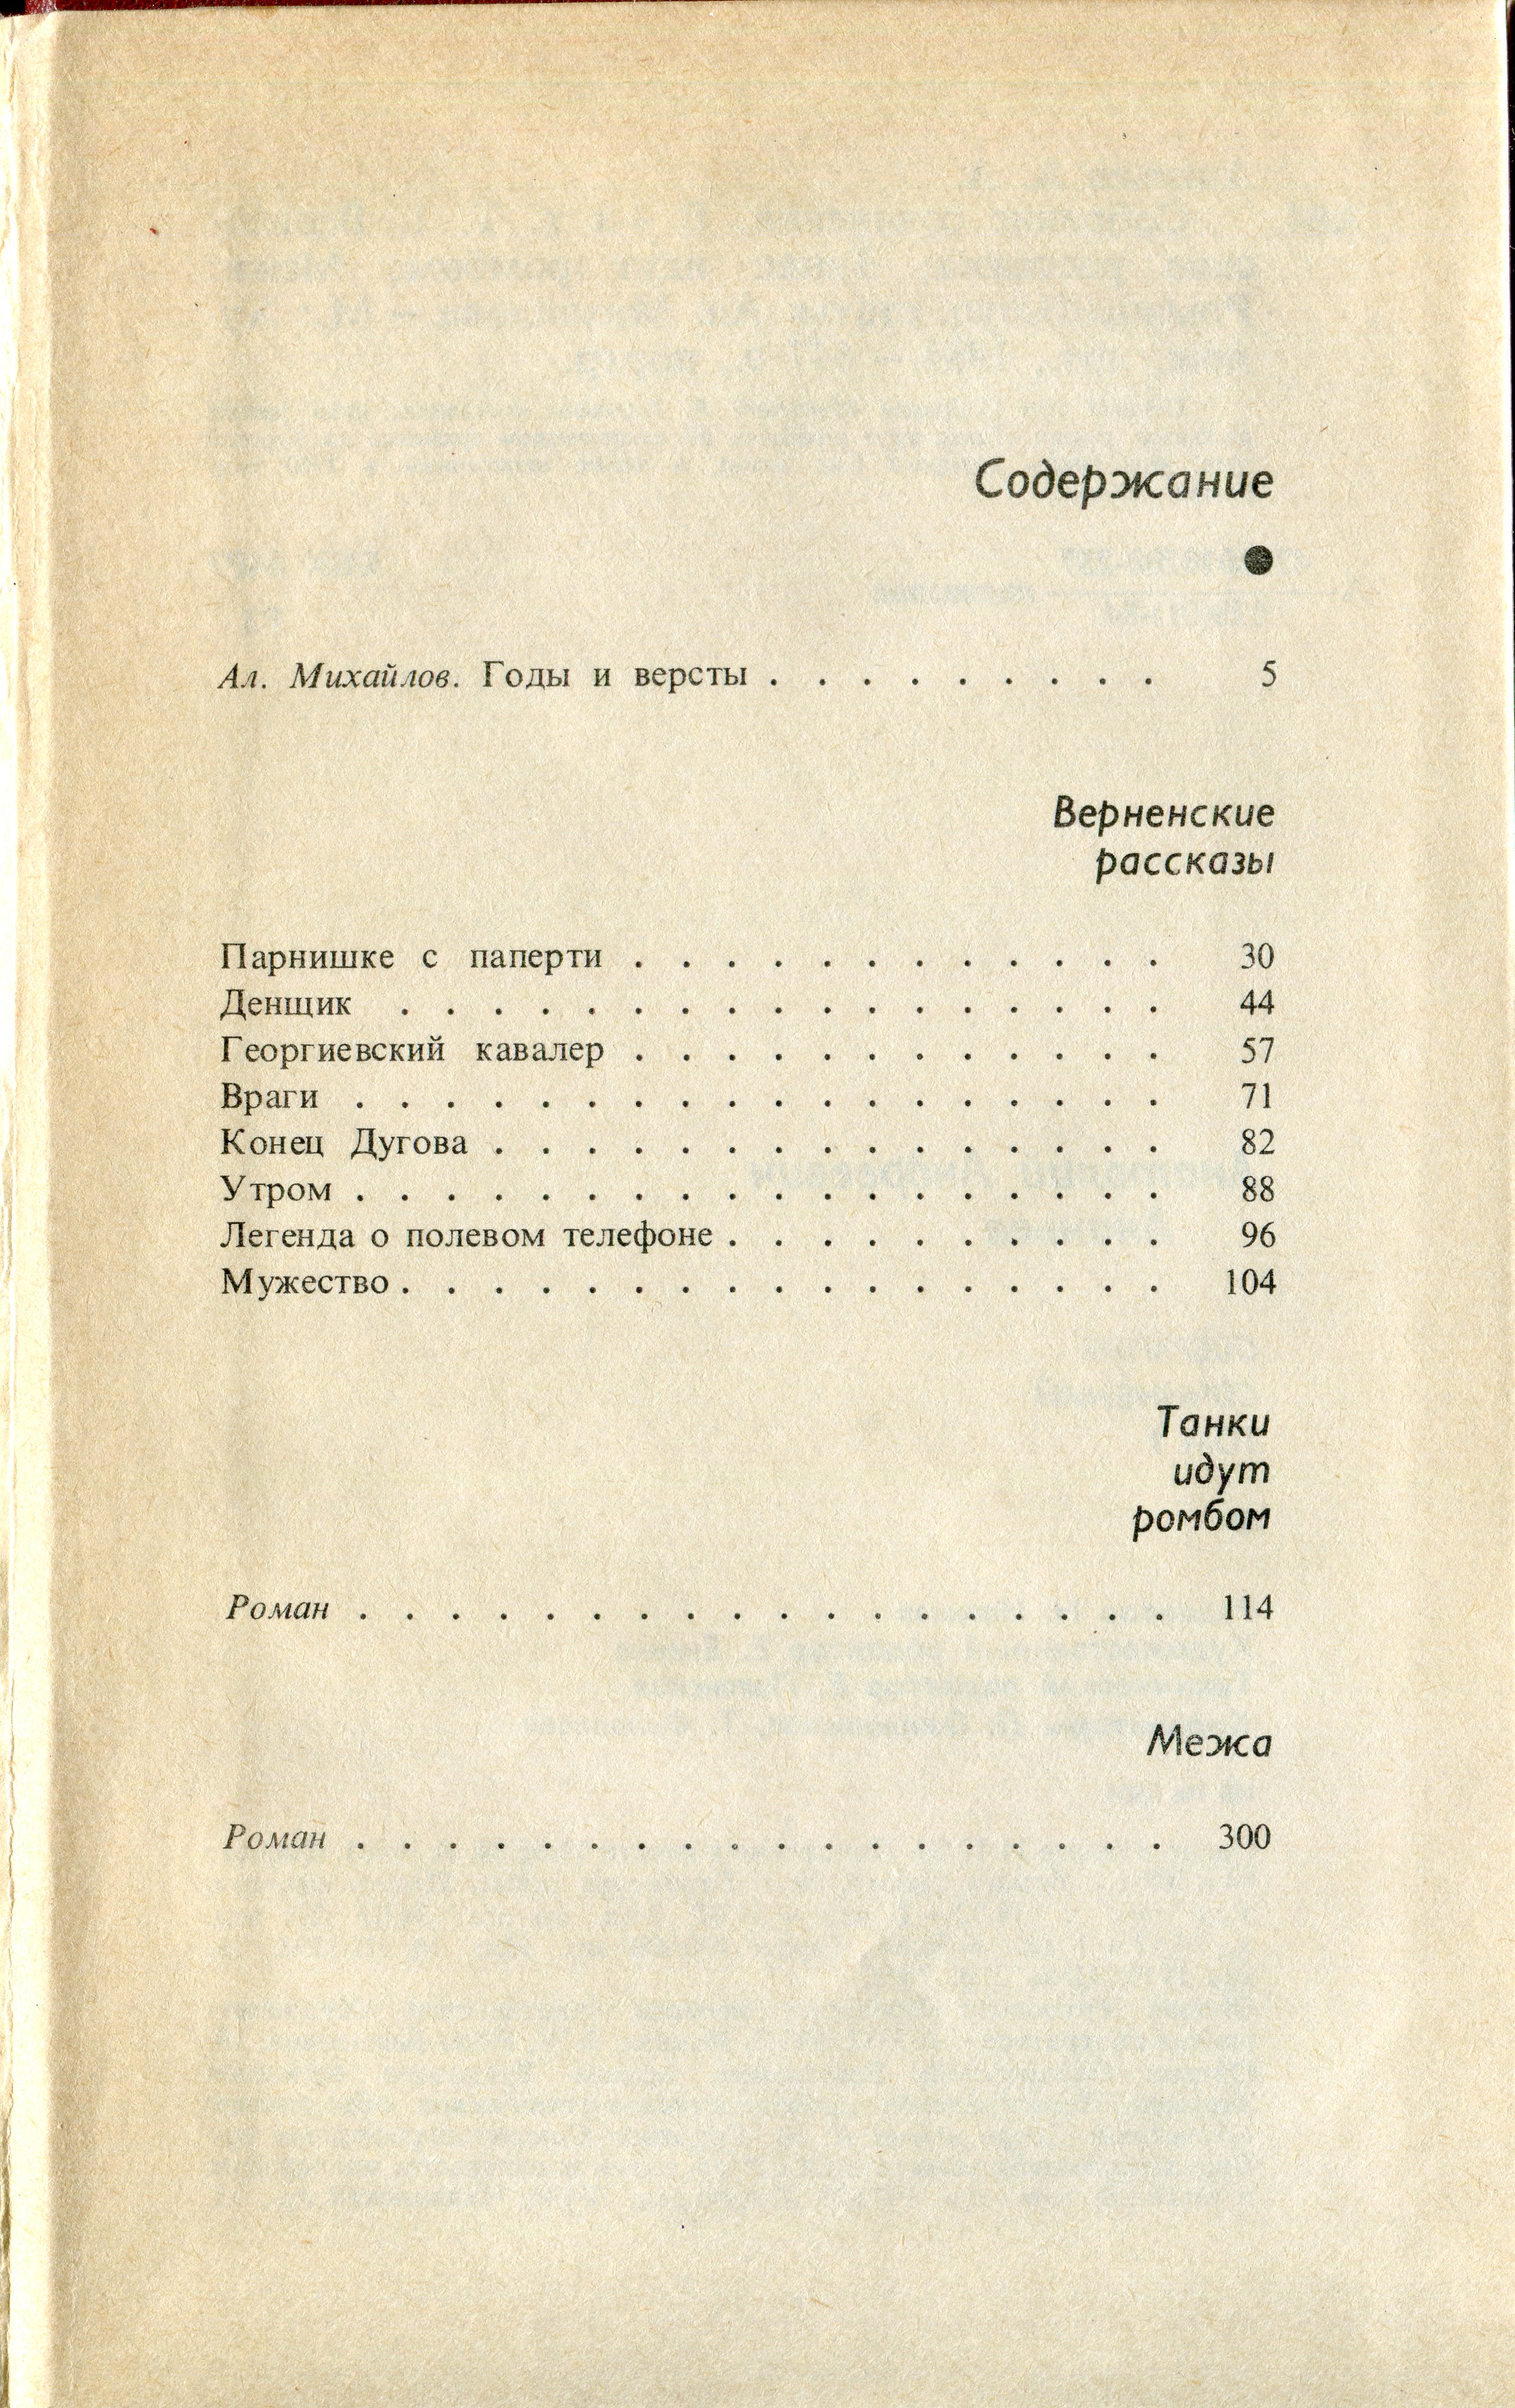 Содержание
Ал. Михайлов. Годы и версты . . . . . . . . . 5
Верненские
рассказы
Парнишке с паперти . . . . . . . . . . . . 30
Денщик . . . . . . . . . . . . . . . . . 44
Георгиевский кавалер . . . . . . . . . . . . 57
Враги . . . . . . . . . . . . . . . . . . 71
Конец Дугова . . . . . . . . . . . . . . . 82
Утром . . . . . . . . . . . . . . . . . . 88
Легенда о полевом телефоне . . . . . . . . . . 96
Мужество . . . . . . . . . . . . . . . . . 104
Танки
идут
ромбом
Роман . . . . . . . . . . . . . . . . . . 114
Межа
Роман . . . . . . . . . . . . . . . . . . 300